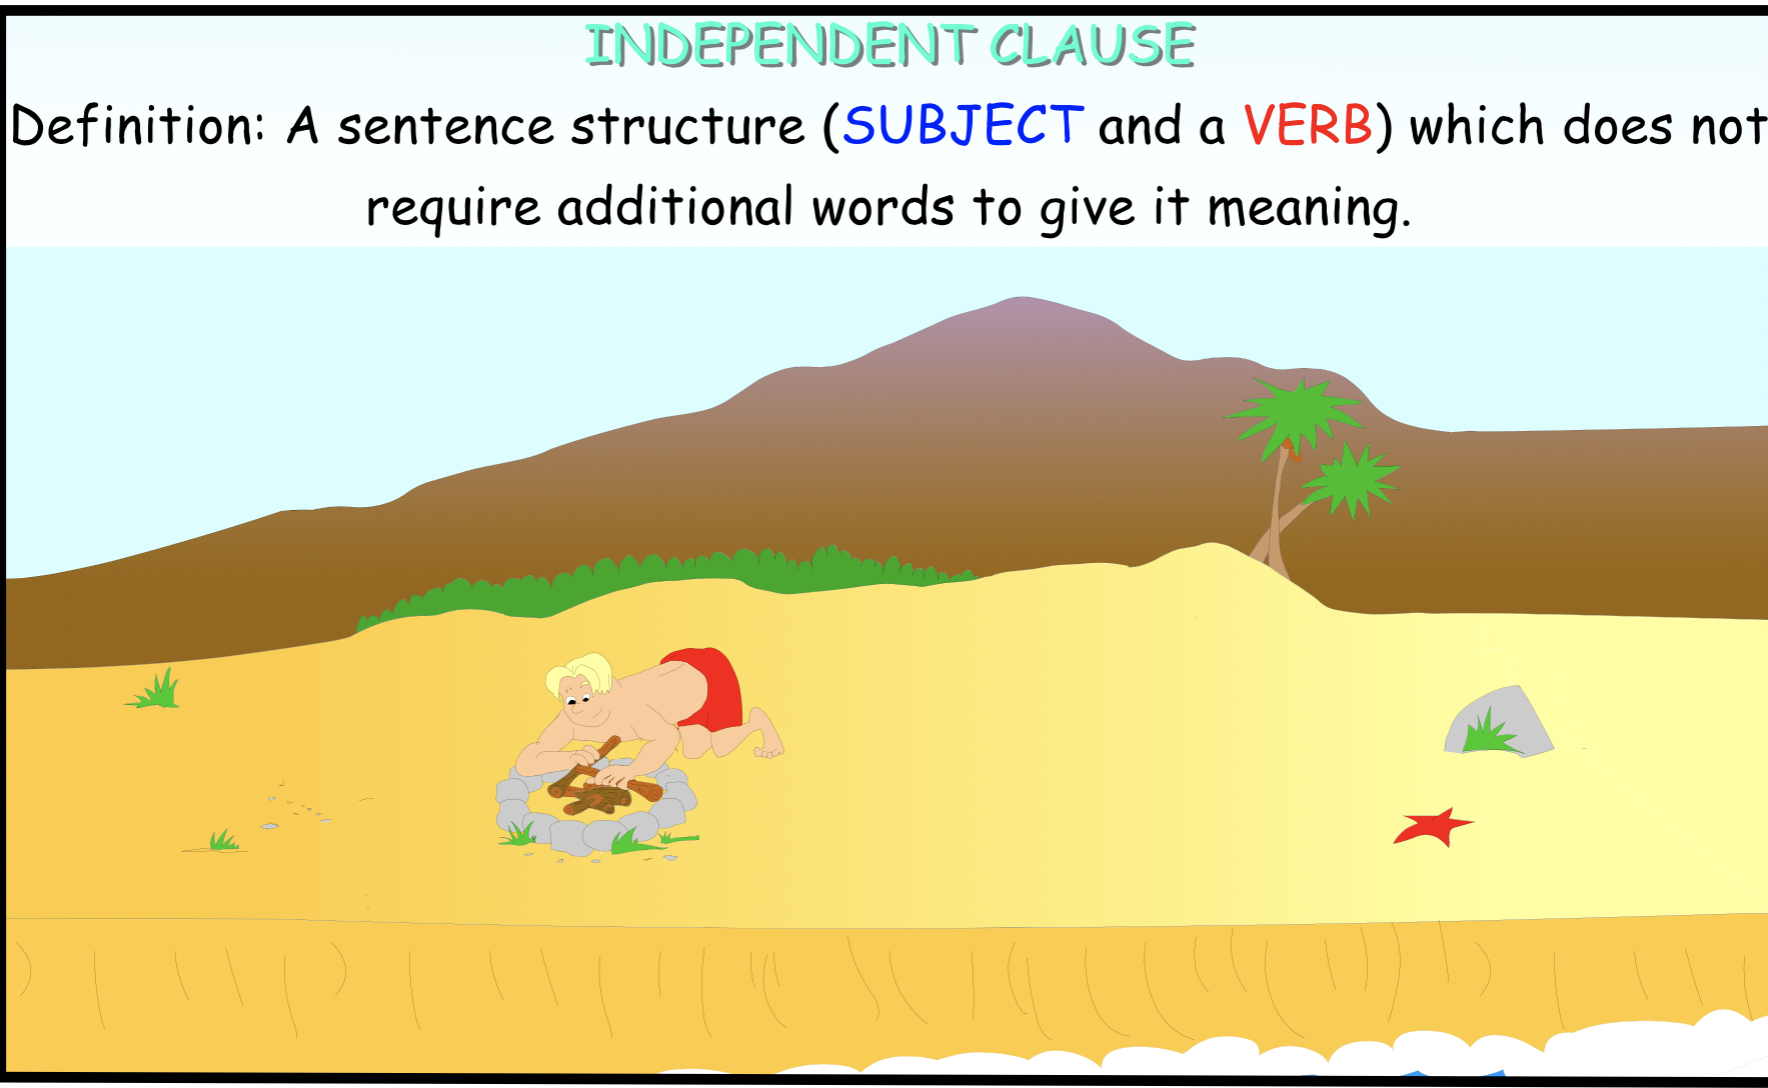 INDEPENDENT CLAUSE
Definition: A sentence structure (SUBJECT and a VERB) which does not
require additional words to give it meaning.